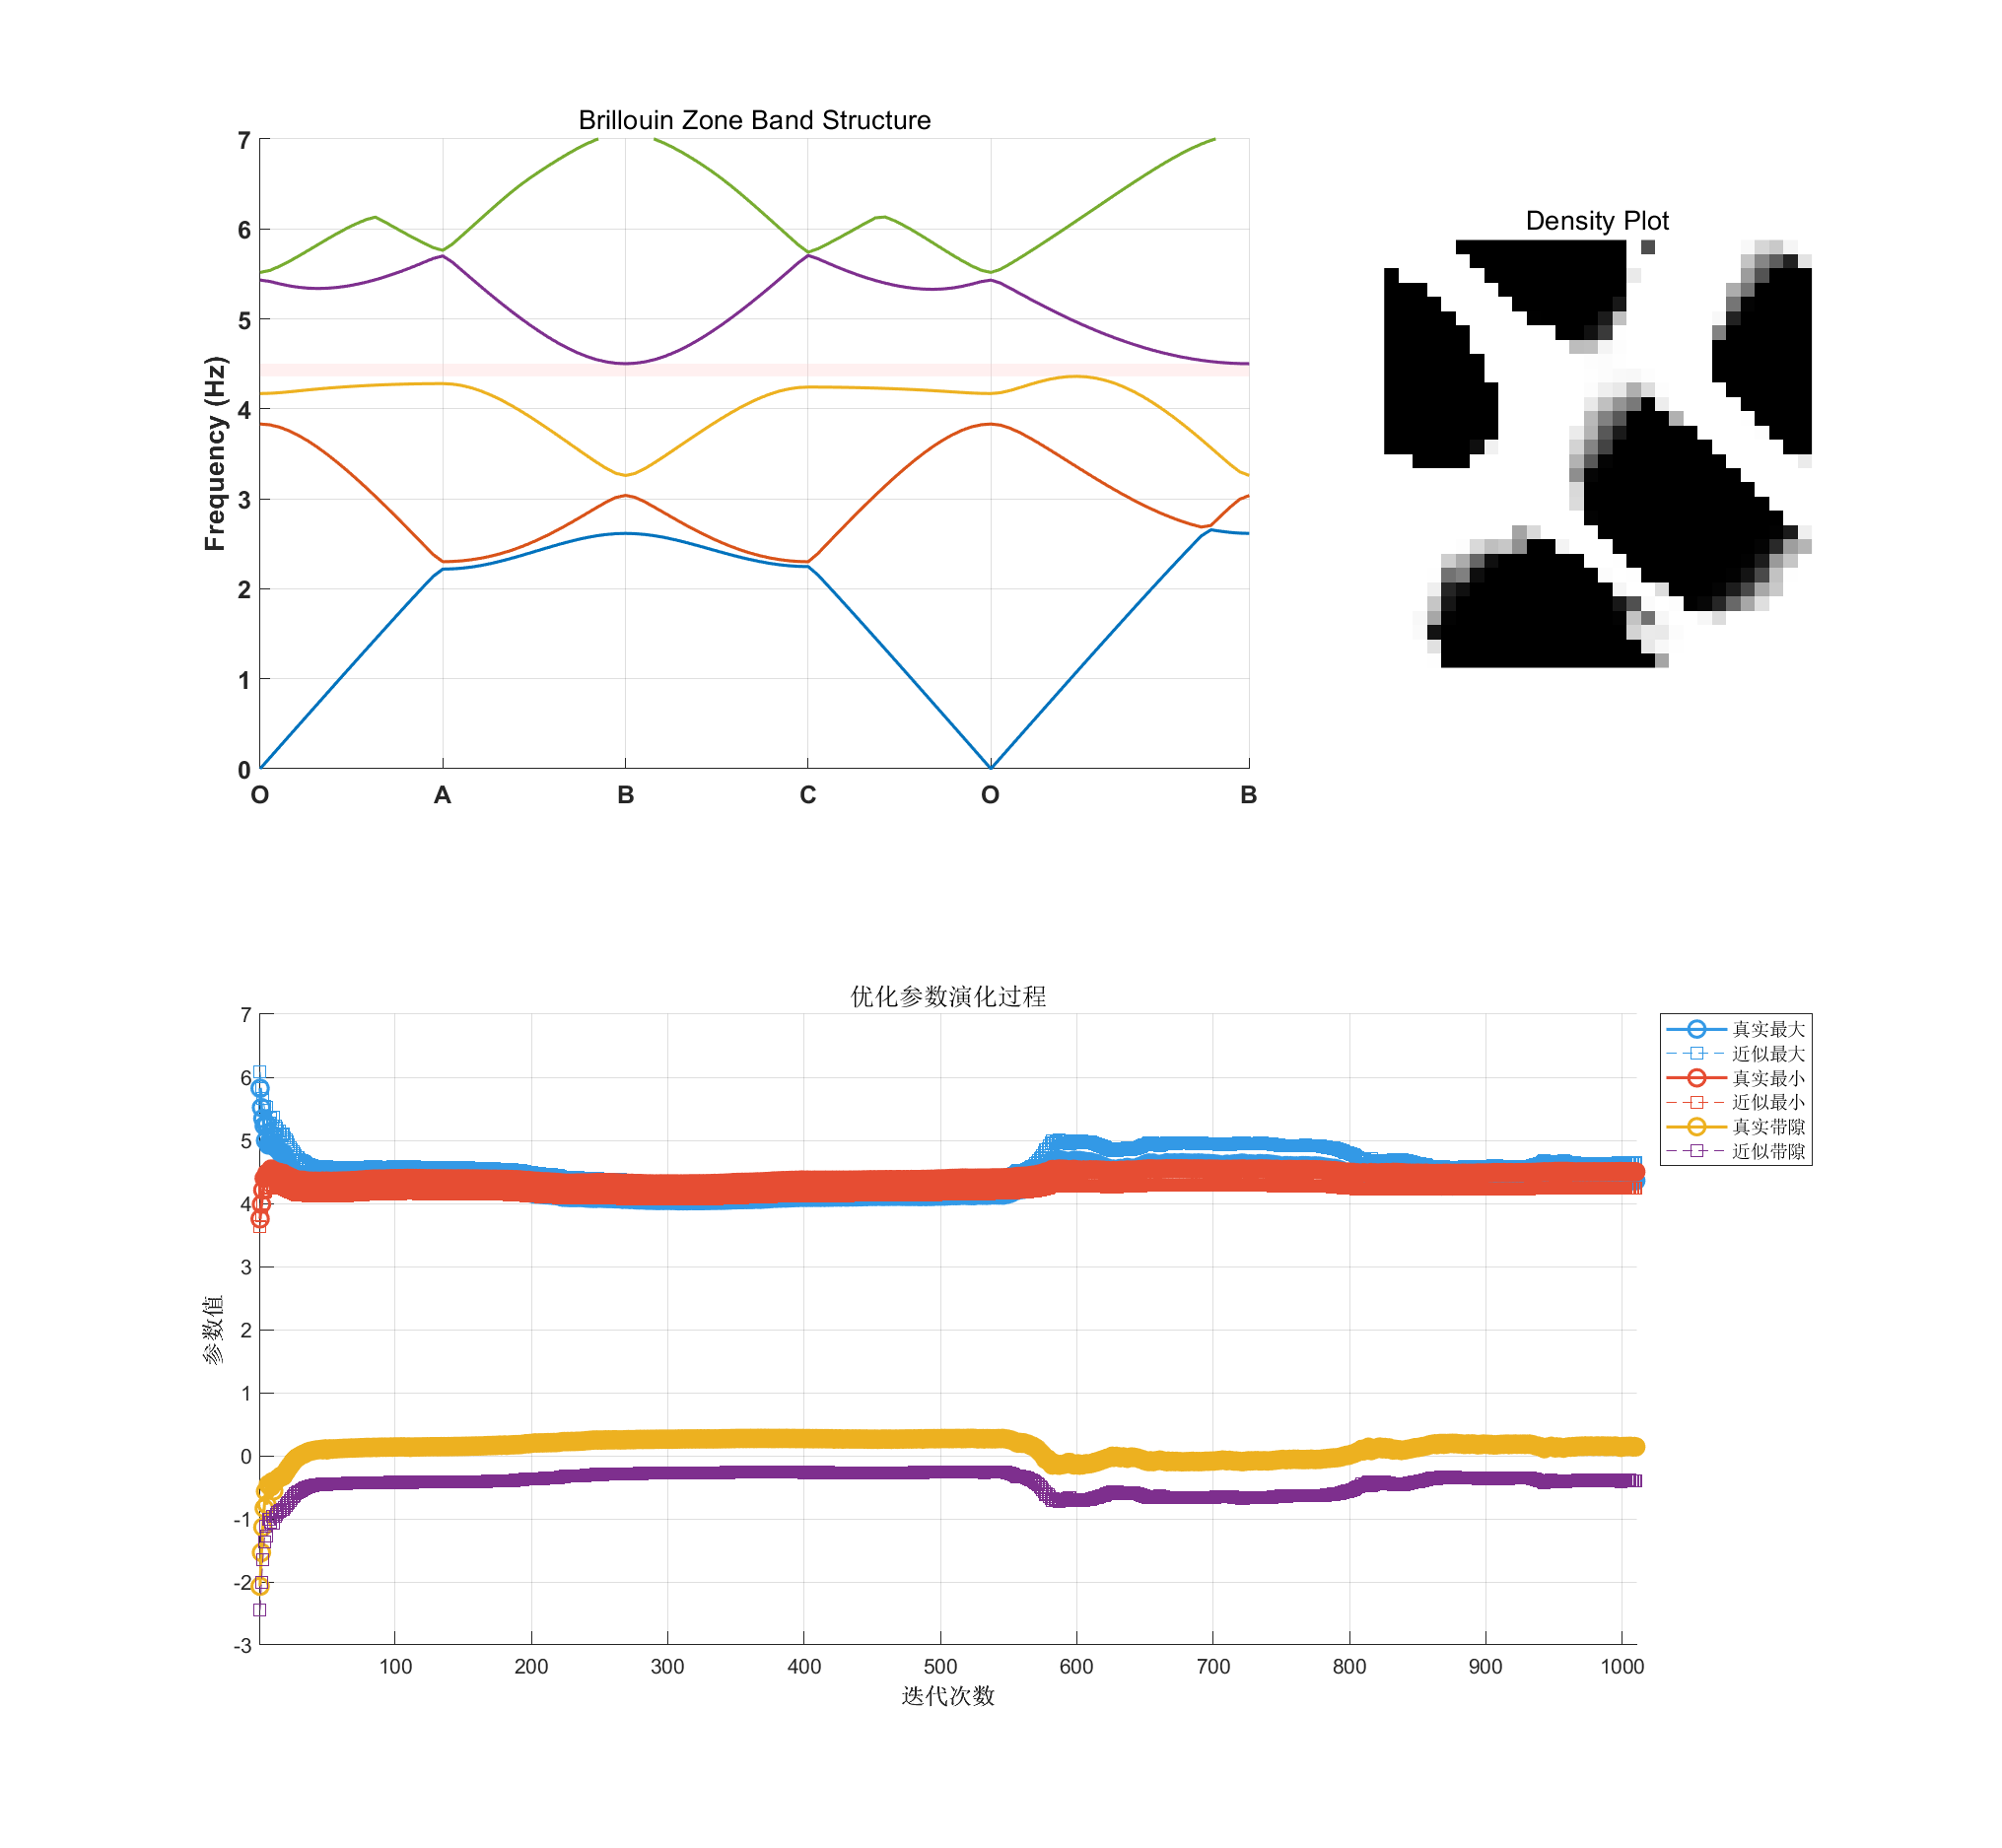 Brillouin Zone Band Structure
7
6
5
4
3
2
1
0
Frequency (Hz)
O A B C O B
Density Plot
优化参数演化过程
7
6
5
4
3
2
1
0
-1
-2
-3
参数值
100 200 300 400 500 600 700 800 900 1000
迭代次数
真实最大
近似最大
真实最小
近似最小
真实带隙
近似带隙